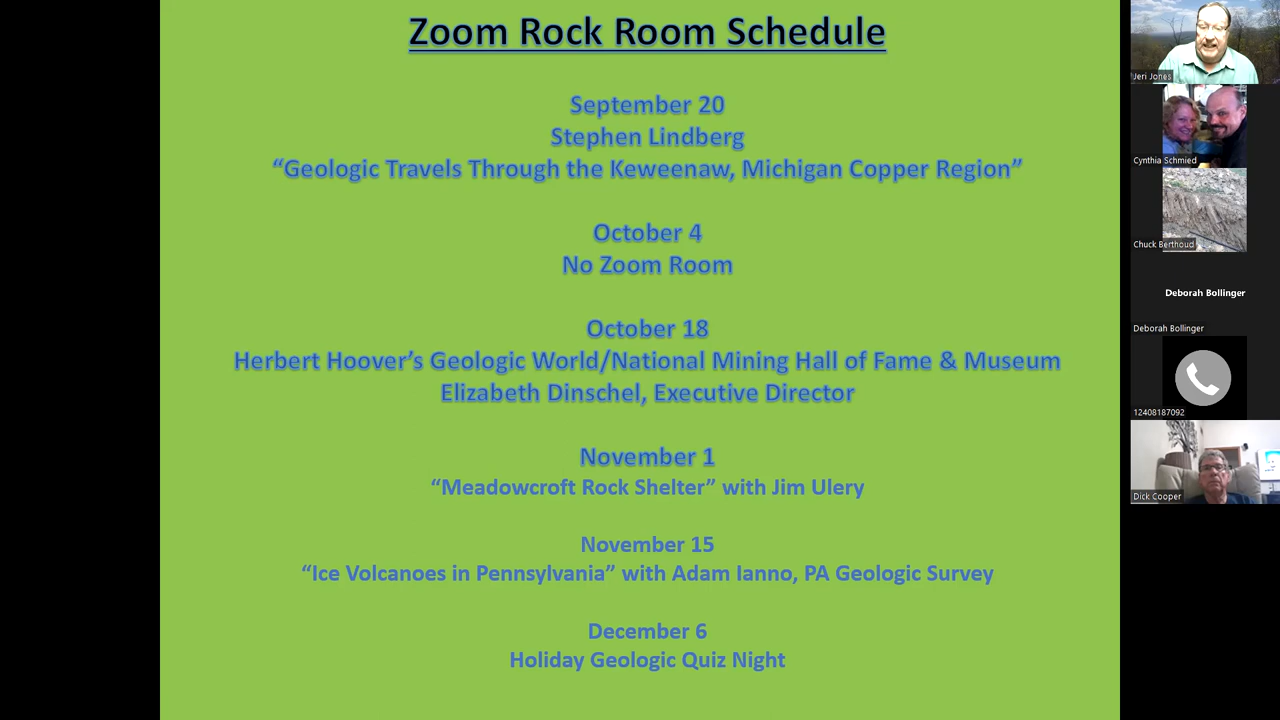 Zoom Rock Room Schedule
September 20
Stephen Lindberg
“Geologic Travels Through the Keweenaw, Michigan Copper Region”
October 4
No Zoom Room
October 18
Herbert Hoover’s Geologic World/National Mining Hall of Fame & Museum
Elizabeth Dinschel, Executive Director
November 1
“Meadowcroft Rock Shelter” with Jim Ulery
November 15
“Ice Volcanoes in Pennsylvania” with Adam Ianno, PA Geologic Survey
December 6
Holiday Geologic Quiz Night
Jeri Jones
Cynthia Schmied
Chuck Berthoud
Deborah Bollinger
Deborah Bollinger
12408187092
Dick Cooper